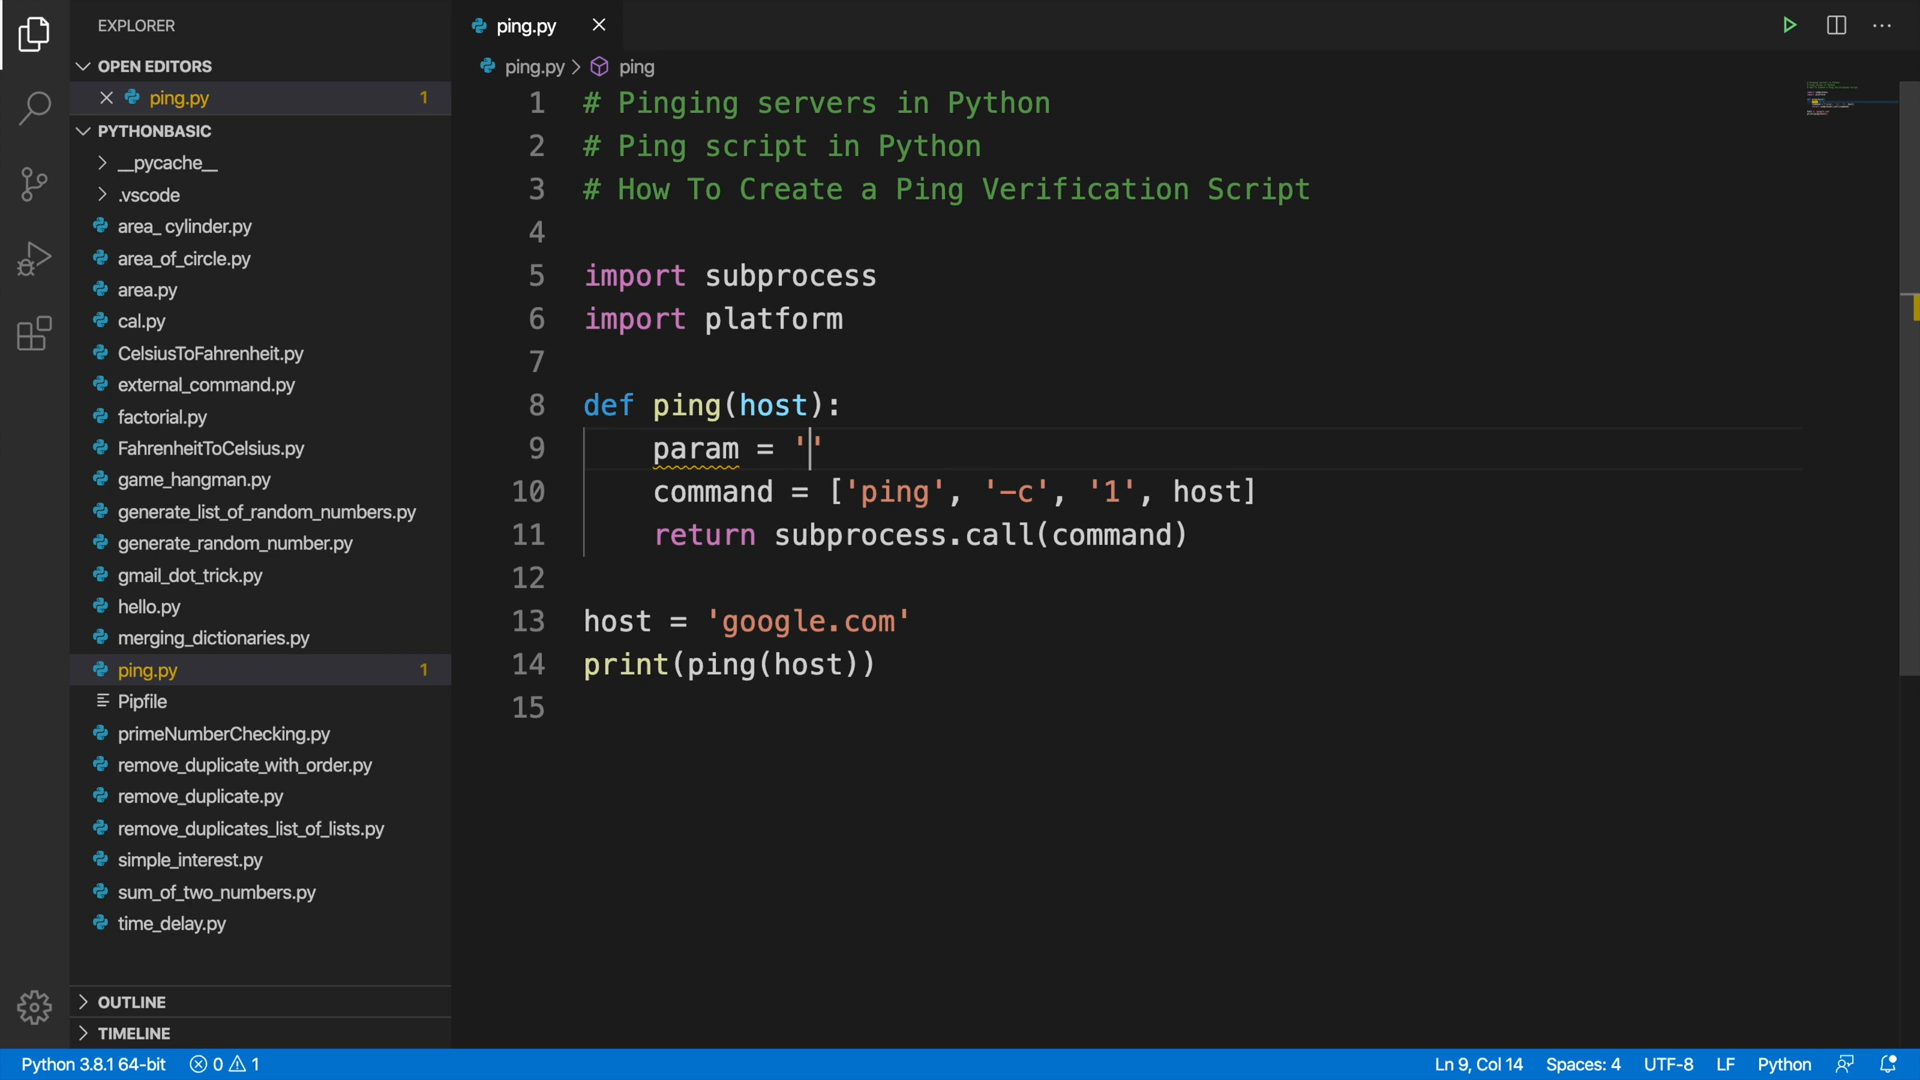 EXPLORER
OPEN EDITORS
ping.py 1
PYTHONBASIC
__pycache__
.vscode
area_ cylinder.py
area_of_circle.py
area.py
cal.py
CelsiusToFahrenheit.py
external_command.py
factorial.py
FahrenheitToCelsius.py
game_hangman.py
generate_list_of_random_numbers.py
generate_random_number.py
gmail_dot_trick.py
hello.py
merging_dictionaries.py
ping.py 1
Pipfile
primeNumberChecking.py
remove_duplicate_with_order.py
remove_duplicate.py
remove_duplicates_list_of_lists.py
simple_interest.py
sum_of_two_numbers.py
time_delay.py
OUTLINE
TIMELINE
ping.py
ping.py > ping
1 # Pinging servers in Python
2 # Ping script in Python
3 # How To Create a Ping Verification Script
4
5 import subprocess
6 import platform
7
8 def ping(host):
9     param = ''
10     command = ['ping', '-c', '1', host]
11     return subprocess.call(command)
12
13 host = 'google.com'
14 print(ping(host))
15
Python 3.8.1 64-bit 0 1 Ln 9, Col 14 Spaces: 4 UTF-8 LF Python